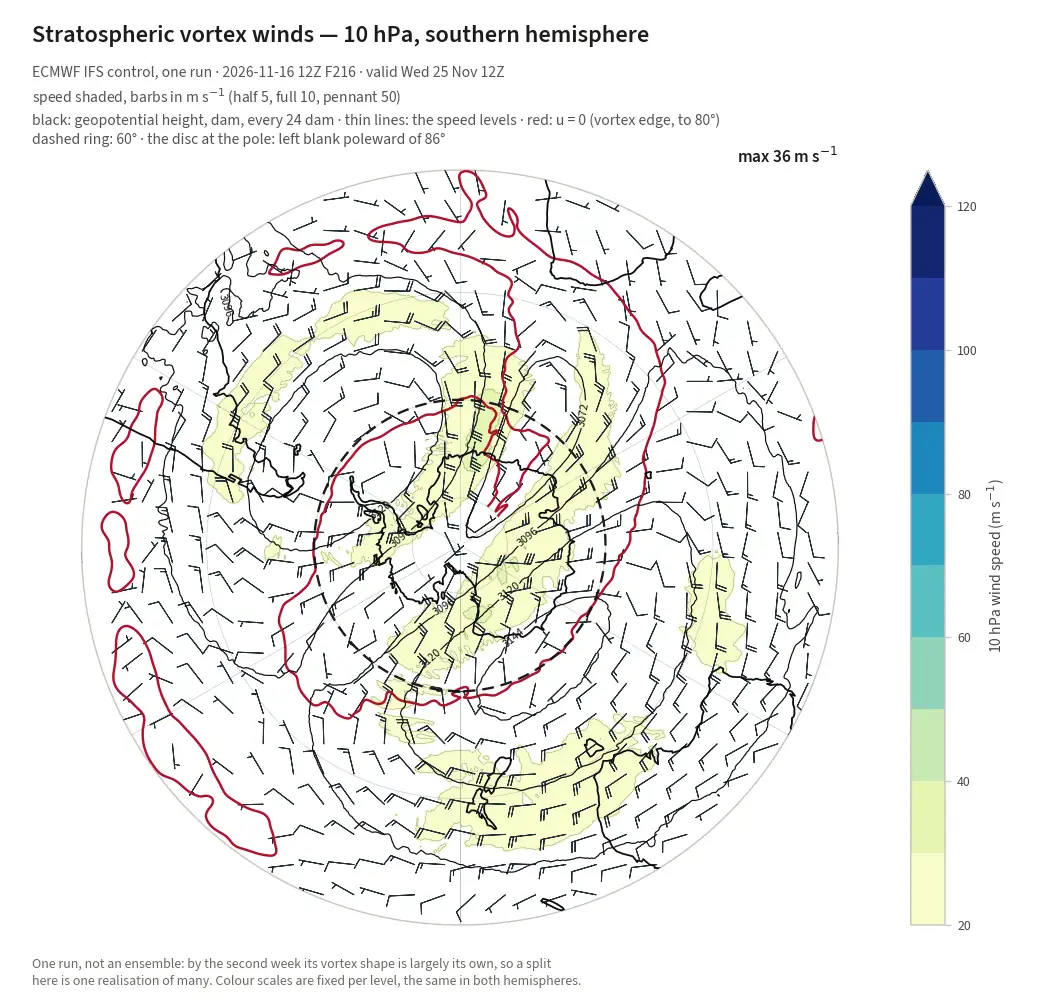 Stratospheric vortex winds — 10 hPa, southern hemisphere
ECMWF IFS control, one run · 2026-11-16 12Z F216 · valid Wed 25 Nov 12Z
speed shaded, barbs in m s⁻¹ (half 5, full 10, pennant 50)
black: geopotential height, dam, every 24 dam · thin lines: the speed levels · red: u = 0 (vortex edge, to 80°)
dashed ring: 60° · the disc at the pole: left blank poleward of 86°
max 36 m s⁻¹
120
100
80
60
40
20
10 hPa wind speed (m s⁻¹)
3096
3072
3096
3120
3096
3120
One run, not an ensemble: by the second week its vortex shape is largely its own, so a split
here is one realisation of many. Colour scales are fixed per level, the same in both hemispheres.